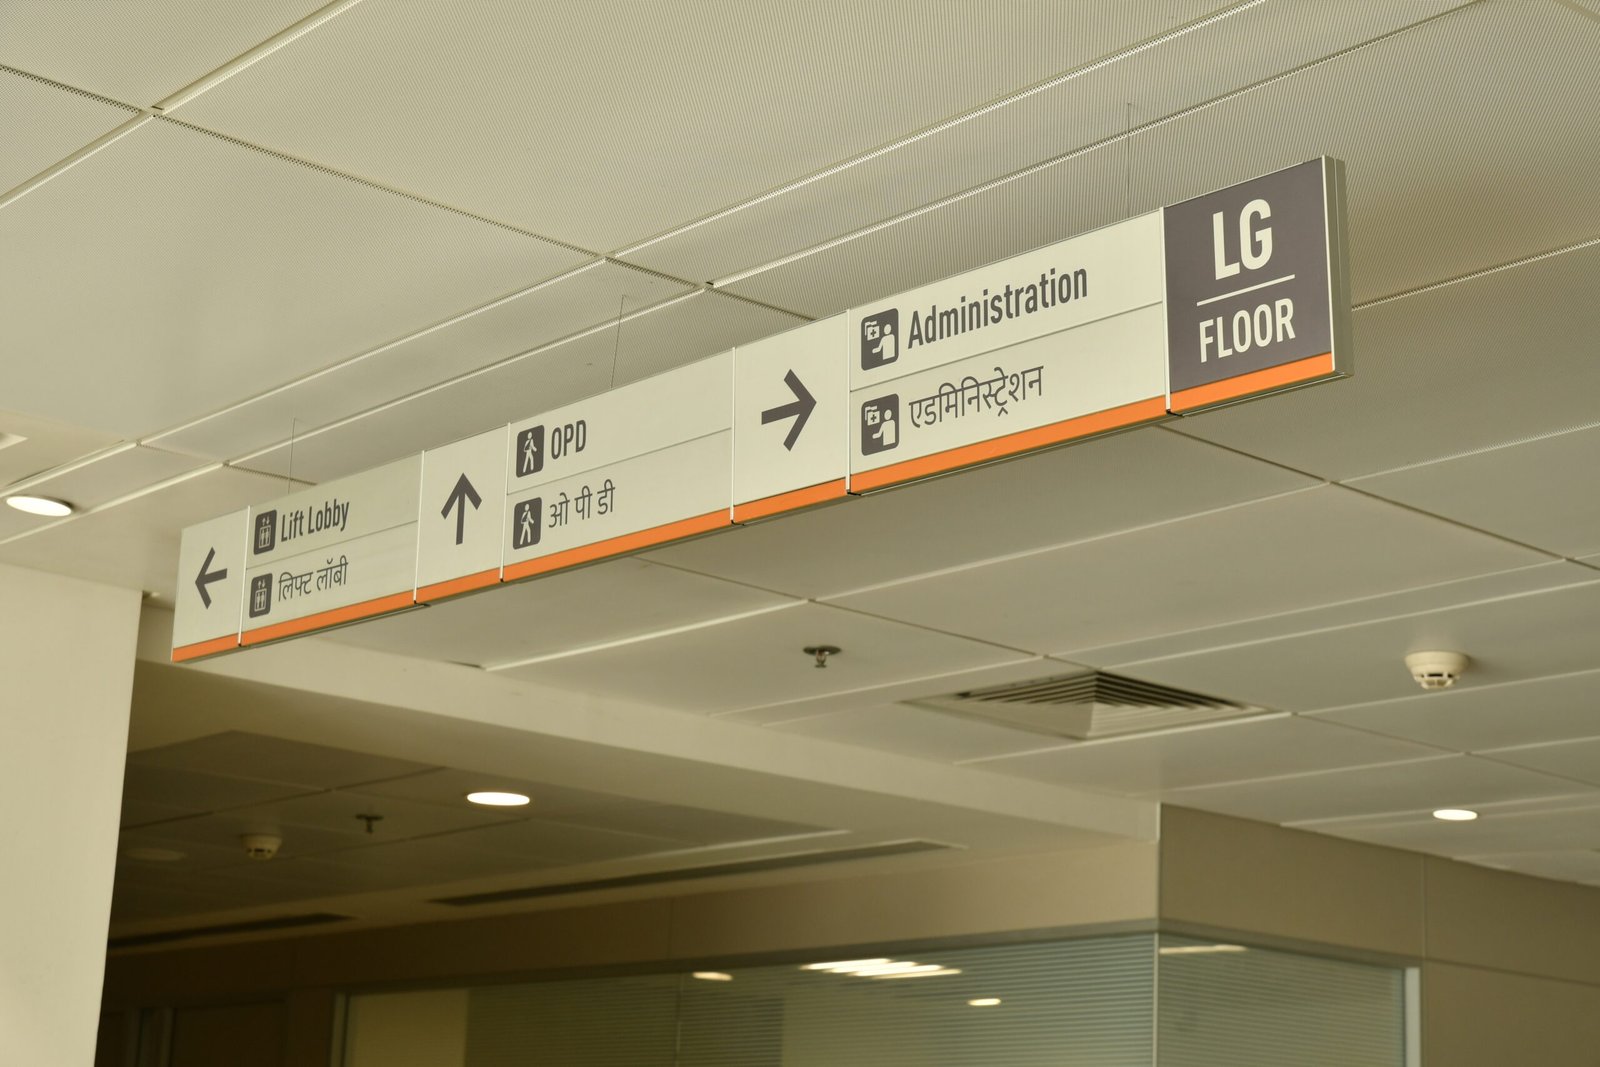 Lift Lobby
लिफ्ट लॉबी
OPD
ओ पी डी
Administration
एडमिनिस्ट्रेशन
LG
FLOOR